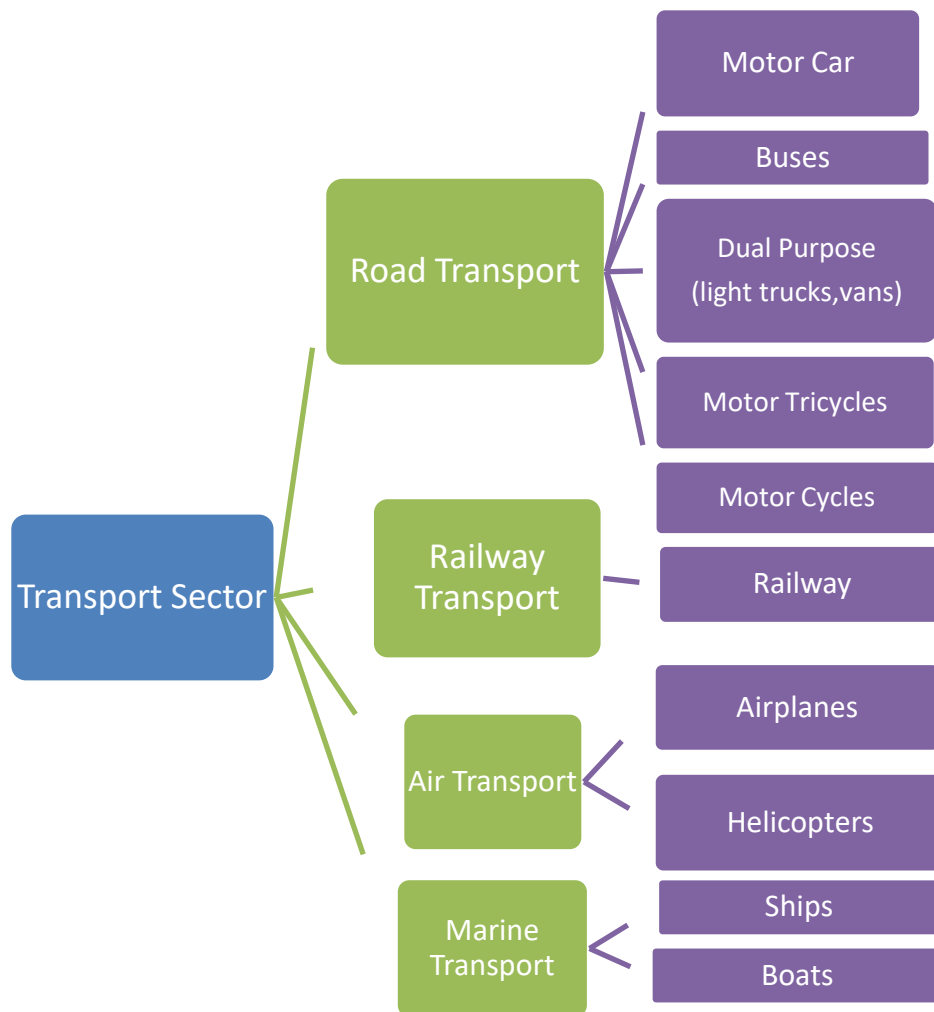 Motor Car
Buses
Road Transport
Dual Purpose
(light trucks,vans)
Motor Tricycles
Motor Cycles
Transport Sector
Railway
Transport
Railway
Air Transport
Airplanes
Helicopters
Marine
Transport
Ships
Boats